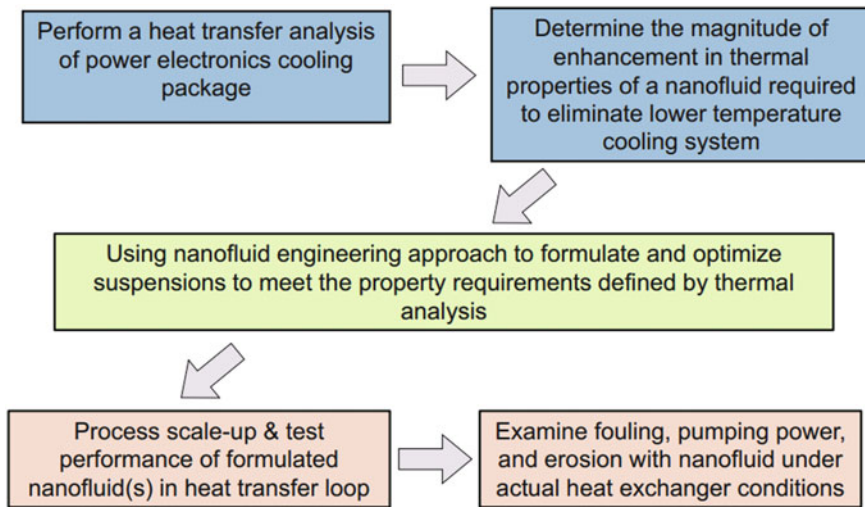 Perform a heat transfer analysis
of power electronics cooling
package
Determine the magnitude of
enhancement in thermal
properties of a nanofluid required
to eliminate lower temperature
cooling system
Using nanofluid engineering approach to formulate and optimize
suspensions to meet the property requirements defined by thermal
analysis
Process scale-up & test
performance of formulated
nanofluid(s) in heat transfer loop
Examine fouling, pumping power,
and erosion with nanofluid under
actual heat exchanger conditions